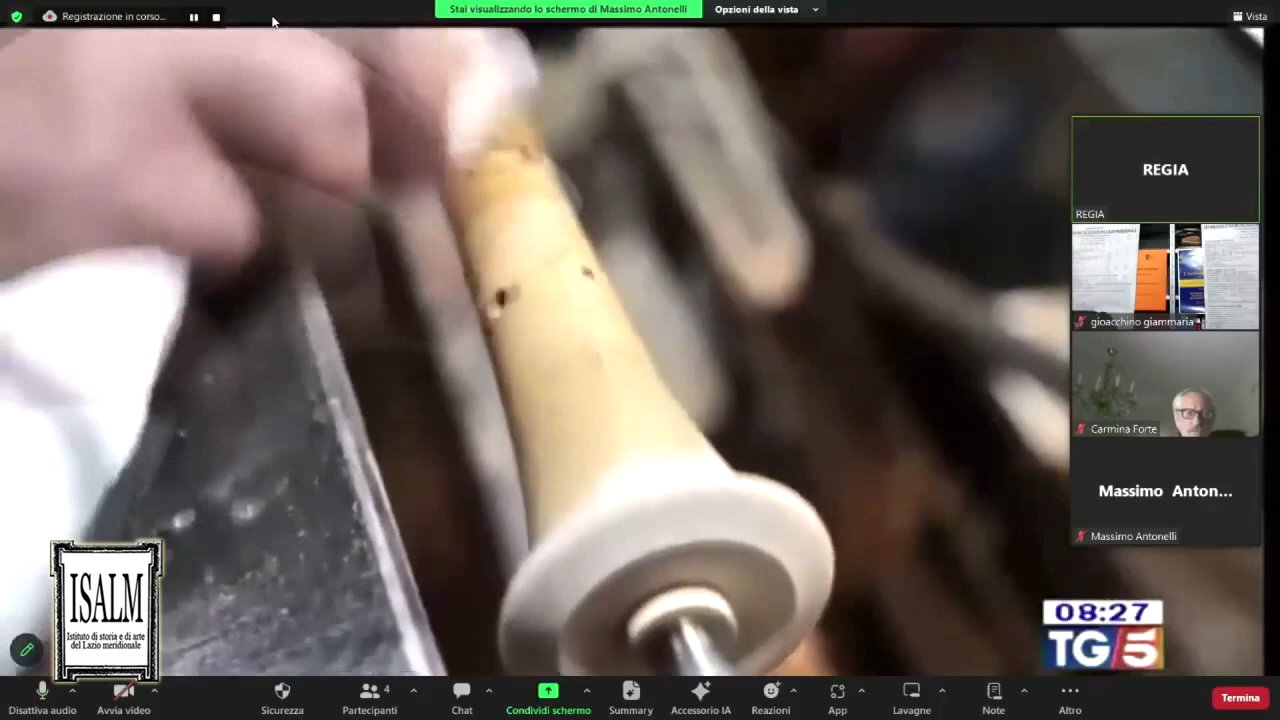 Registrazione in corso...
Stai visualizzando lo schermo di Massimo Antonelli
Opzioni della vista
Vista
REGIA
REGIA
gioacchino giammaria
Carmina Forte
Massimo Anton...
Massimo Antonelli
ISALM
Istituto di storia e di arte
del Lazio meridionale
08:27
TG5
Disattiva audio
Avvia video
Sicurezza
4
Partecipanti
Chat
Condividi schermo
Summary
Accessorio IA
Reazioni
App
Lavagne
Note
Altro
Termina